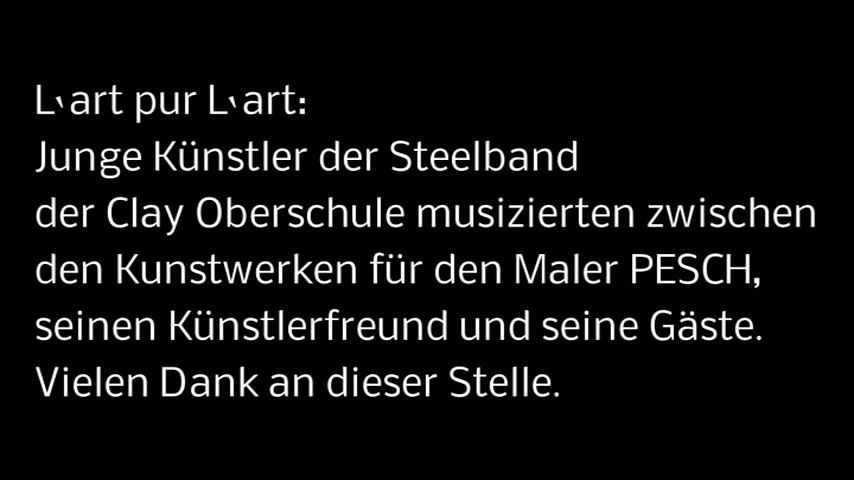 L`art pur L`art:
Junge Künstler der Steelband
der Clay Oberschule musizierten zwischen
den Kunstwerken für den Maler PESCH,
seinen Künstlerfreund und seine Gäste.
Vielen Dank an dieser Stelle.